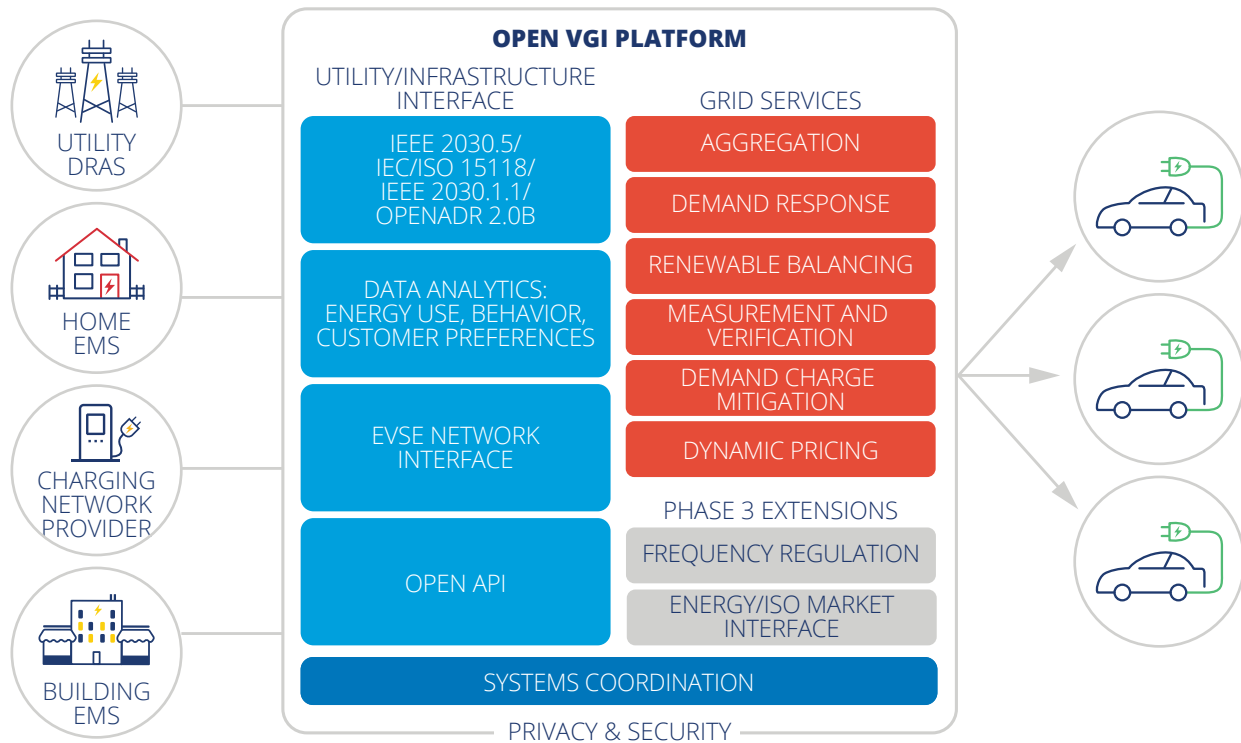 UTILITY
DRAS
HOME
EMS
CHARGING
NETWORK
PROVIDER
BUILDING
EMS
OPEN VGI PLATFORM
UTILITY/INFRASTRUCTURE
INTERFACE
IEEE 2030.5/
IEC/ISO 15118/
IEEE 2030.1.1/
OPENADR 2.0B
DATA ANALYTICS:
ENERGY USE, BEHAVIOR,
CUSTOMER PREFERENCES
EVSE NETWORK
INTERFACE
OPEN API
GRID SERVICES
AGGREGATION
DEMAND RESPONSE
RENEWABLE BALANCING
MEASUREMENT AND
VERIFICATION
DEMAND CHARGE
MITIGATION
DYNAMIC PRICING
PHASE 3 EXTENSIONS
FREQUENCY REGULATION
ENERGY/ISO MARKET
INTERFACE
SYSTEMS COORDINATION
PRIVACY & SECURITY